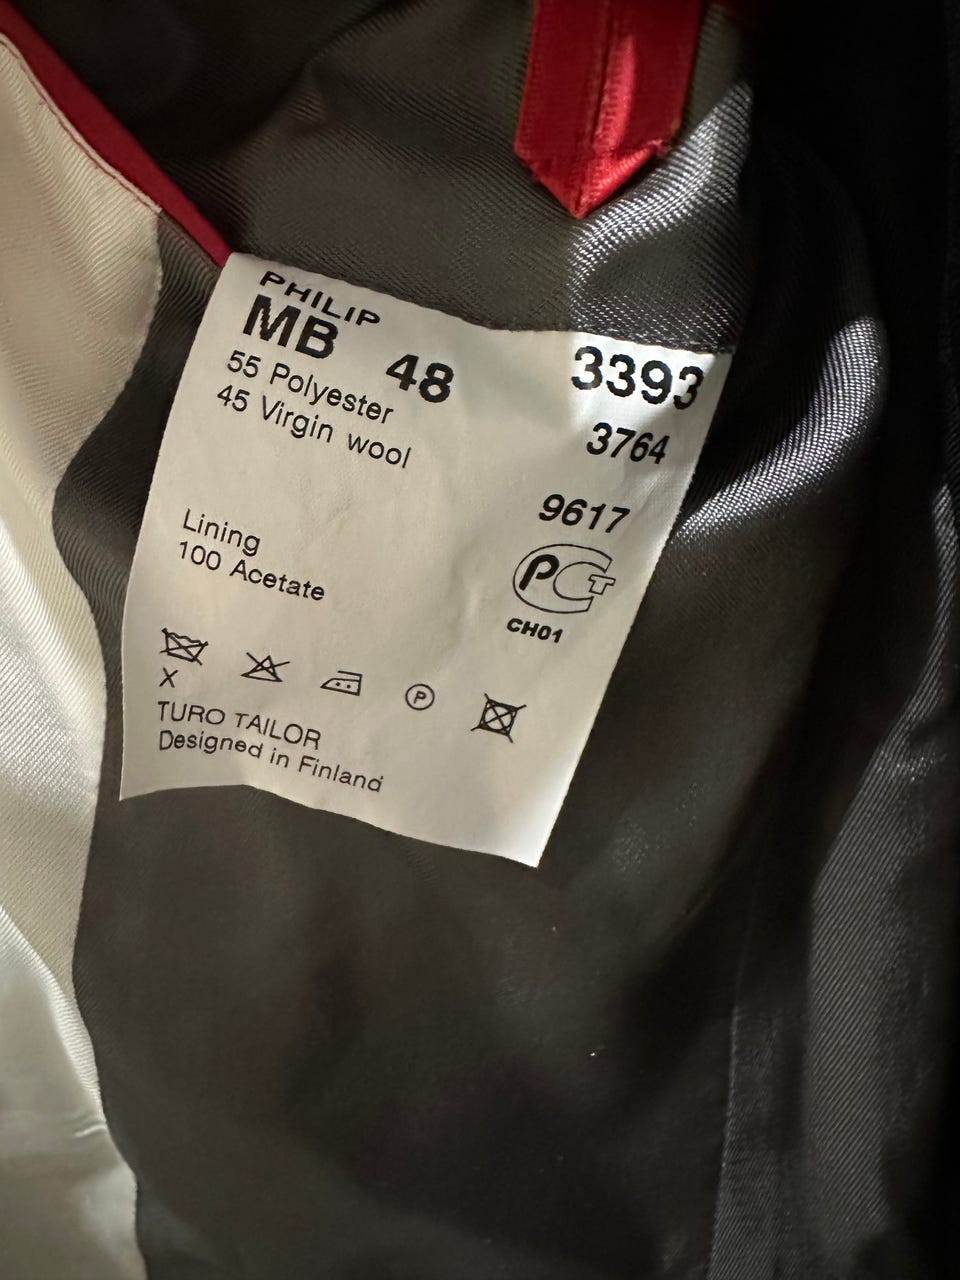 PHILIP
MB 48 3393
55 Polyester 3764
45 Virgin wool
9617
Lining
100 Acetate
PCT
CH01
P
X
TURO TAILOR
Designed in Finland